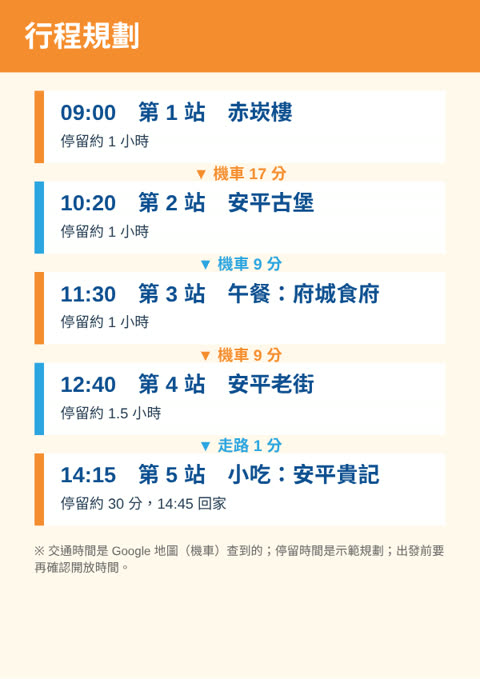 行程規劃
09:00 第 1 站 赤崁樓
停留約 1 小時
▼ 機車 17 分
10:20 第 2 站 安平古堡
停留約 1 小時
▼ 機車 9 分
11:30 第 3 站 午餐：府城食府
停留約 1 小時
▼ 機車 9 分
12:40 第 4 站 安平老街
停留約 1.5 小時
▼ 走路 1 分
14:15 第 5 站 小吃：安平貴記
停留約 30 分，14:45 回家
※ 交通時間是 Google 地圖（機車）查到的；停留時間是示範規劃；出發前要
再確認開放時間。